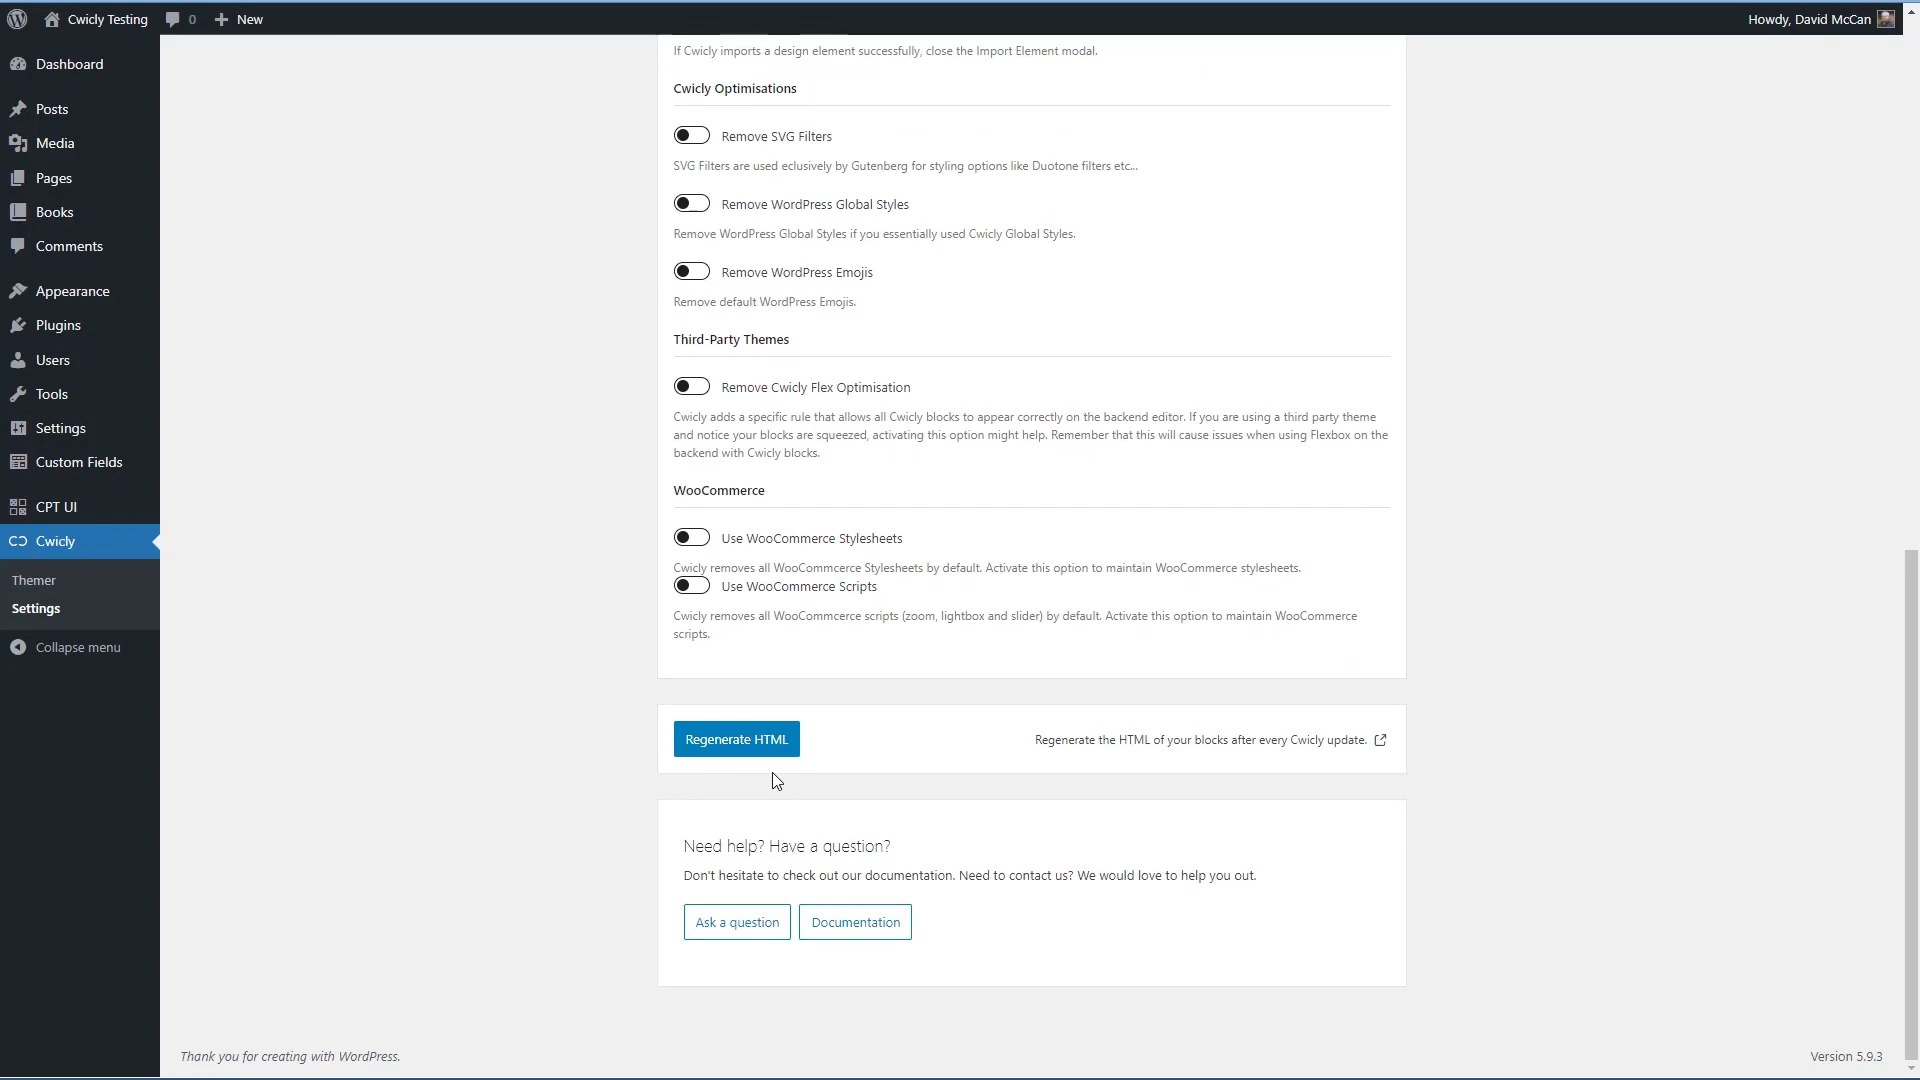 Cwicly Testing
0
New
Howdy, David McCan
Dashboard
Posts
Media
Pages
Books
Comments
Appearance
Plugins
Users
Tools
Settings
Custom Fields
CPT UI
Cwicly
Themer
Settings
Collapse menu
If Cwicly imports a design element successfully, close the Import Element modal.
Cwicly Optimisations
Remove SVG Filters
SVG Filters are used eclusively by Gutenberg for styling options like Duotone filters etc...
Remove WordPress Global Styles
Remove WordPress Global Styles if you essentially used Cwicly Global Styles.
Remove WordPress Emojis
Remove default WordPress Emojis.
Third-Party Themes
Remove Cwicly Flex Optimisation
Cwicly adds a specific rule that allows all Cwicly blocks to appear correctly on the backend editor. If you are using a third party theme
and notice your blocks are squeezed, activating this option might help. Remember that this will cause issues when using Flexbox on the
backend with Cwicly blocks.
WooCommerce
Use WooCommerce Stylesheets
Cwicly removes all WooCommcerce Stylesheets by default. Activate this option to maintain WooCommerce stylesheets.
Use WooCommerce Scripts
Cwicly removes all WooCommcerce scripts (zoom, lightbox and slider) by default. Activate this option to maintain WooCommerce
scripts.
Regenerate HTML
Regenerate the HTML of your blocks after every Cwicly update.
Need help? Have a question?
Don't hesitate to check out our documentation. Need to contact us? We would love to help you out.
Ask a question
Documentation
Thank you for creating with WordPress.
Version 5.9.3